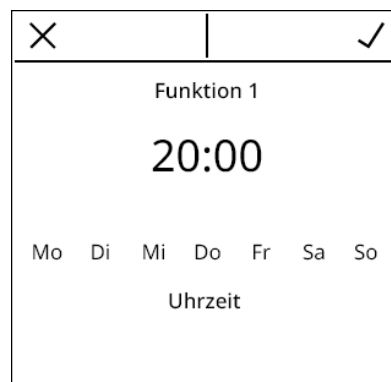 Funktion 1
20:00
Mo Di Mi Do Fr Sa So
Uhrzeit